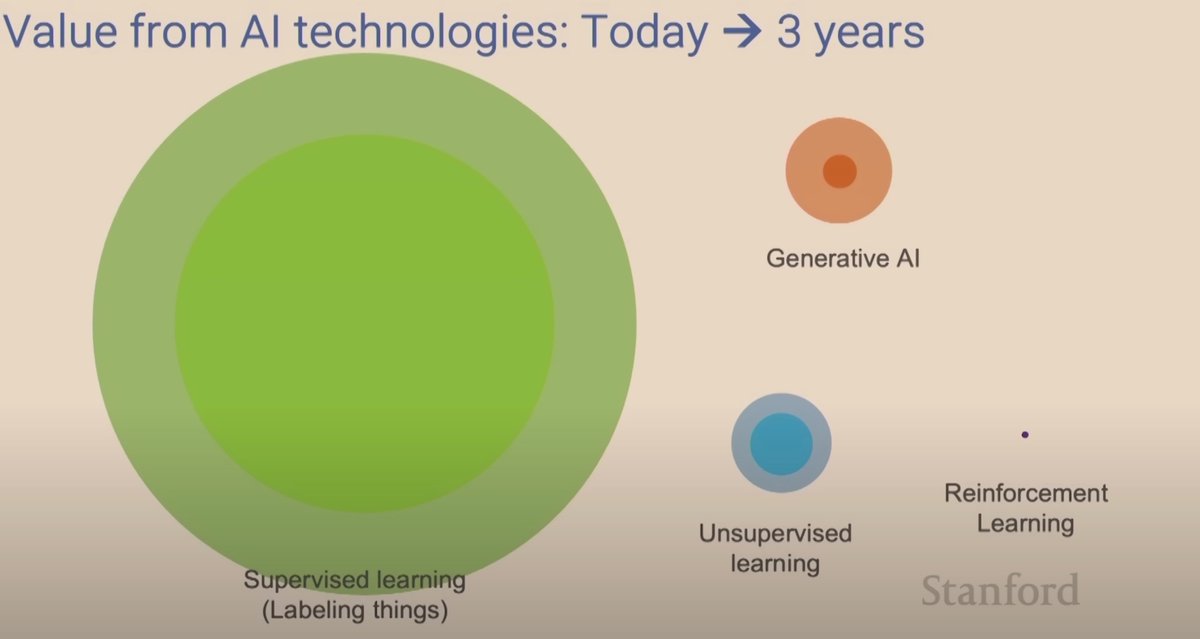 Value from AI technologies: Today → 3 years
Generative AI
Unsupervised
learning
Reinforcement
Learning
Supervised learning
(Labeling things)
Stanford